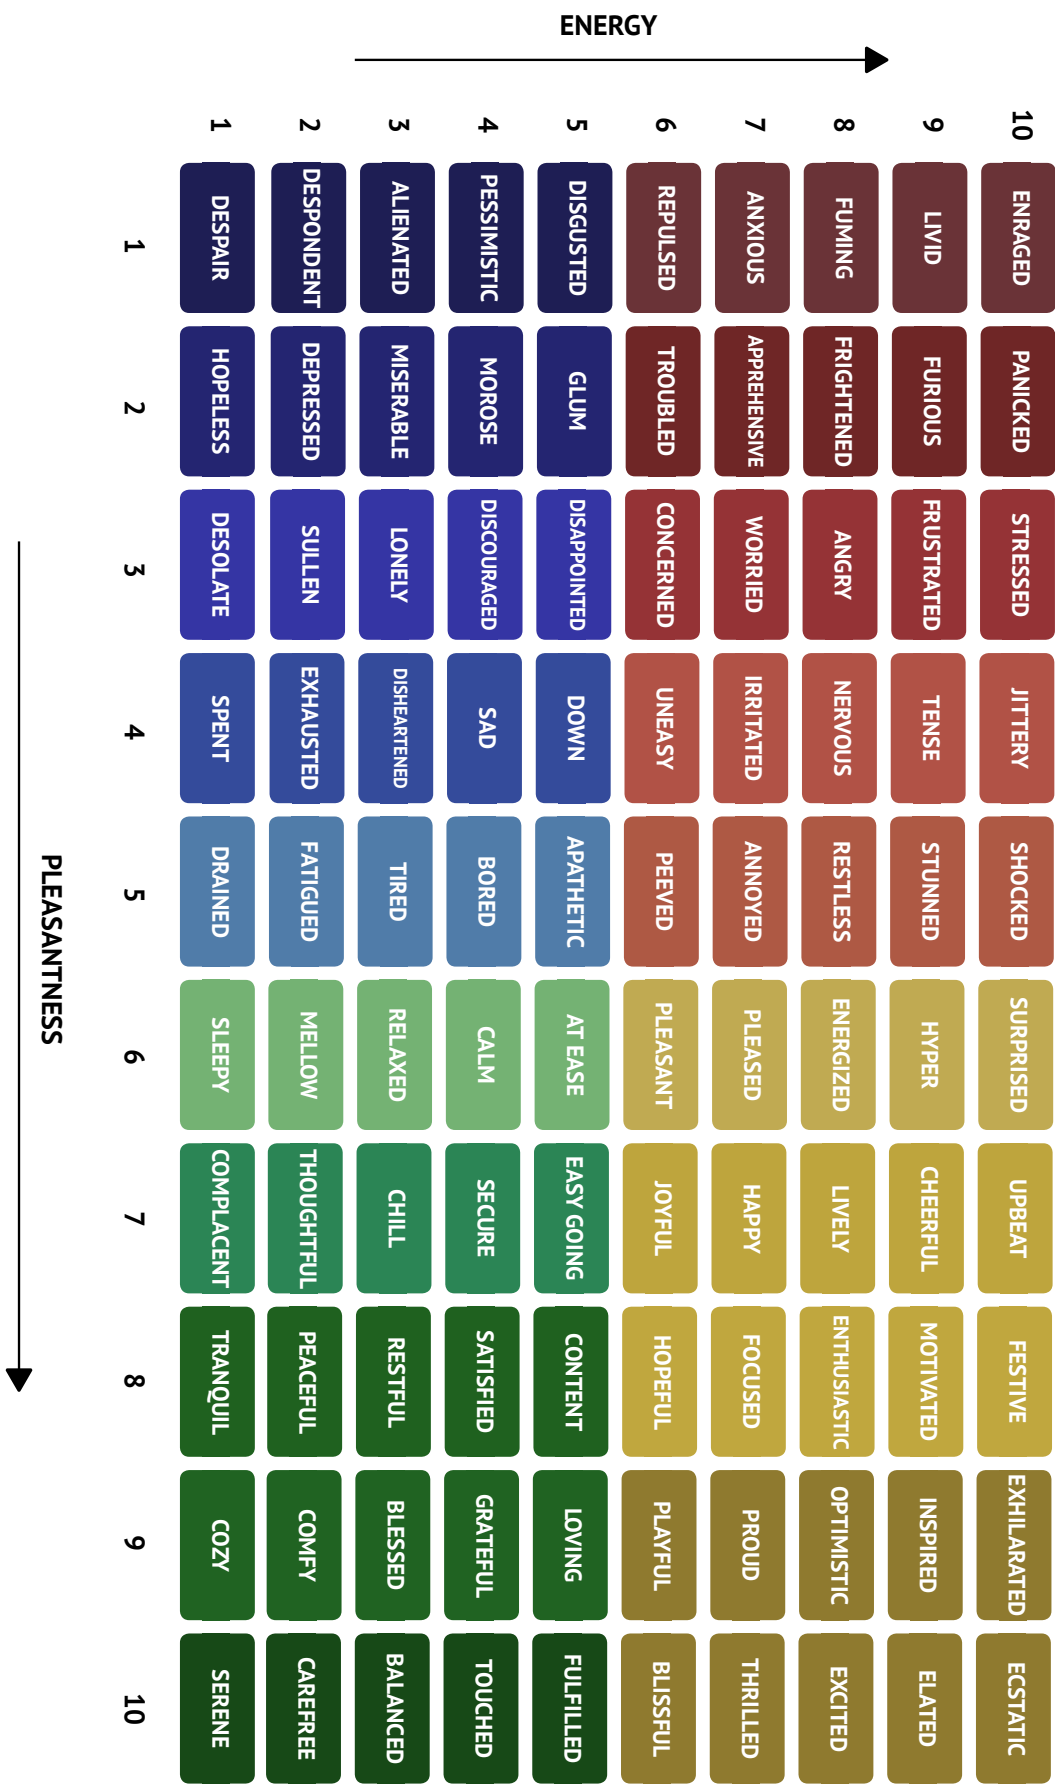 ENERGY
1 2 3 4 5 6 7 8 9 10
1 DESPAIR DESPONDENT ALIENATED PESSIMISTIC DISGUSTED REPULSED ANXIOUS FUMING LIVID ENRAGED
2 HOPELESS DEPRESSED MISERABLE MOROSE GLUM TROUBLED APPREHENSIVE FRIGHTENED FURIOUS PANICKED
3 DESOLATE SULLEN LONELY DISCOURAGED DISAPPOINTED CONCERNED WORRIED ANGRY FRUSTRATED STRESSED
4 SPENT EXHAUSTED DISHEARTENED SAD DOWN UNEASY IRRITATED NERVOUS TENSE JITTERY
5 DRAINED FATIGUED TIRED BORED APATHETIC PEEVED ANNOYED RESTLESS STUNNED SHOCKED
6 SLEEPY MELLOW RELAXED CALM AT EASE PLEASANT PLEASED ENERGIZED HYPER SURPRISED
7 COMPLACENT THOUGHTFUL CHILL SECURE EASY GOING JOYFUL HAPPY LIVELY CHEERFUL UPBEAT
8 TRANQUIL PEACEFUL RESTFUL SATISFIED CONTENT HOPEFUL FOCUSED ENTHUSIASTIC MOTIVATED FESTIVE
9 COZY COMFY BLESSED GRATEFUL LOVING PLAYFUL PROUD OPTIMISTIC INSPIRED EXHILARATED
10 SERENE CAREFREE BALANCED TOUCHED FULFILLED BLISSFUL THRILLED EXCITED ELATED ECSTATIC
PLEASANTNESS